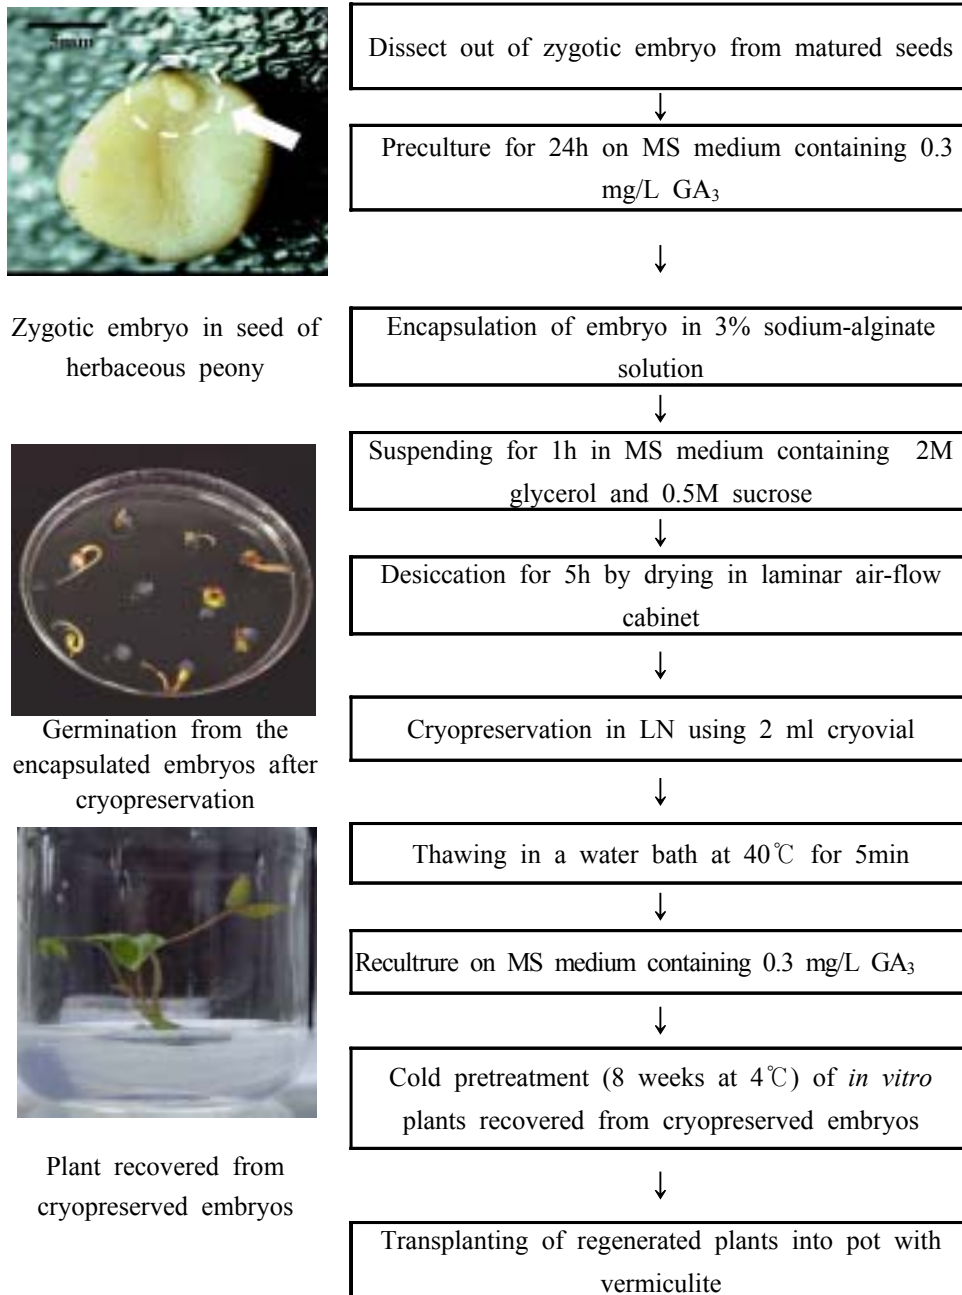 5mm
Zygotic embryo in seed of
herbaceous peony
Germination from the
encapsulated embryos after
cryopreservation
Plant recovered from
cryopreserved embryos
Dissect out of zygotic embryo from matured seeds
↓
Preculture for 24h on MS medium containing 0.3
mg/L GA₃
↓
Encapsulation of embryo in 3% sodium-alginate
solution
↓
Suspending for 1h in MS medium containing 2M
glycerol and 0.5M sucrose
↓
Desiccation for 5h by drying in laminar air-flow
cabinet
↓
Cryopreservation in LN using 2 ml cryovial
↓
Thawing in a water bath at 40℃ for 5min
↓
Recultrure on MS medium containing 0.3 mg/L GA₃
↓
Cold pretreatment (8 weeks at 4℃) of in vitro
plants recovered from cryopreserved embryos
↓
Transplanting of regenerated plants into pot with
vermiculite